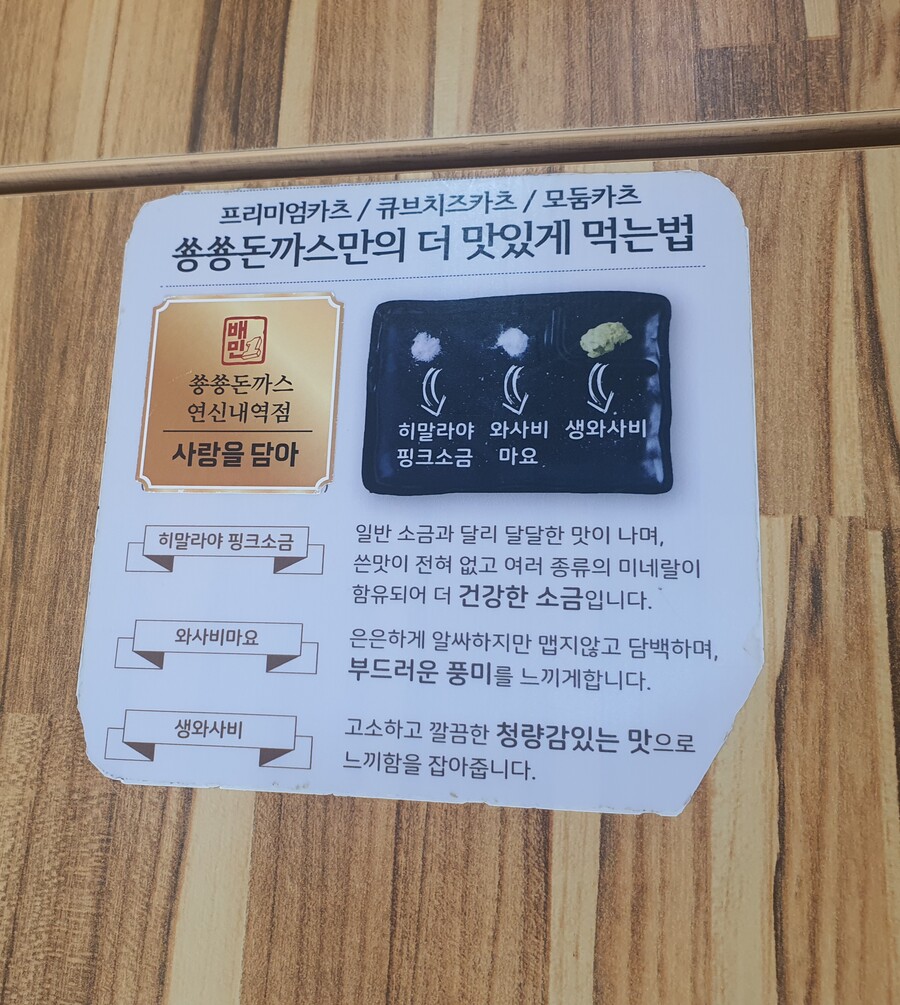 프리미엄카츠 / 큐브치즈카츠 / 모둠카츠
쑝쑝돈까스만의 더 맛있게 먹는법
배민
쑝쑝돈까스
연신내역점
사랑을 담아
히말라야 와사비 생와사비
핑크소금 마요
히말라야 핑크소금
일반 소금과 달리 달달한 맛이 나며,
쓴맛이 전혀 없고 여러 종류의 미네랄이
함유되어 더 건강한 소금입니다.
와사비마요
은은하게 알싸하지만 맵지않고 담백하며,
부드러운 풍미를 느끼게합니다.
생와사비
고소하고 깔끔한 청량감있는 맛으로
느끼함을 잡아줍니다.